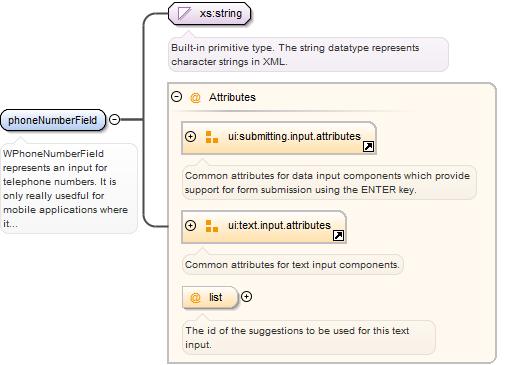 xs:string
Built-in primitive type. The string datatype represents
character strings in XML.
@ Attributes
phoneNumberField
WPhoneNumberField
represents an input for
telephone numbers. It is
only really usedful for
mobile applications where
it...
ui:submitting.input.attributes
Common attributes for data input components which provide
support for form submission using the ENTER key.
ui:text.input.attributes
Common attributes for text input components.
@ list
The id of the suggestions to be used for this text
input.